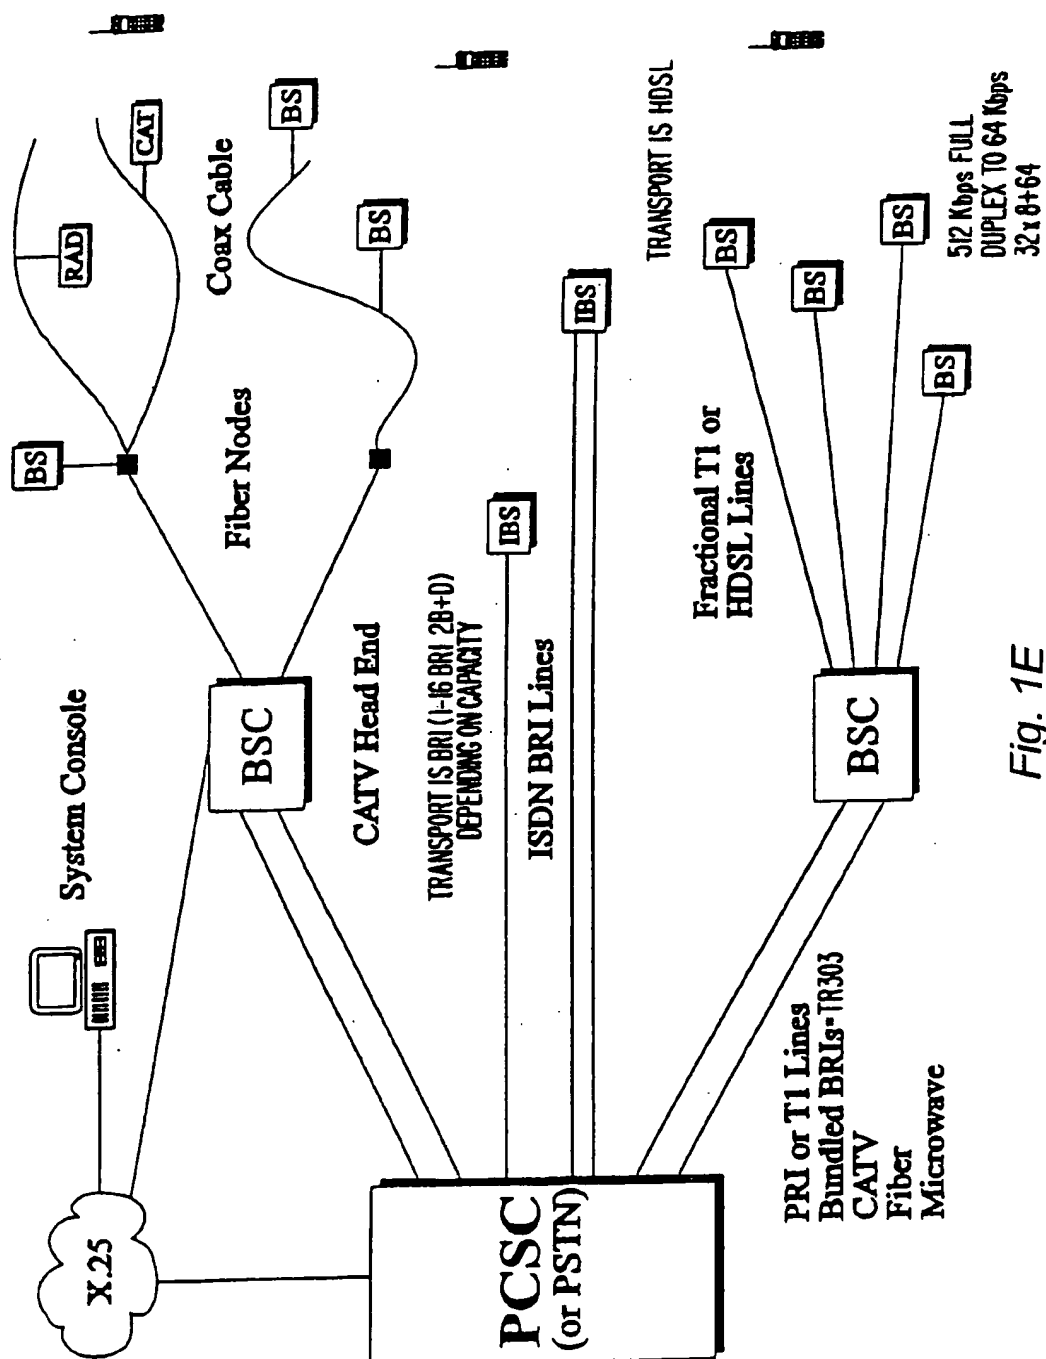 X.25
System Console
PCSC
(or PSTN)
BSC
CATV Head End
Fiber Nodes
BS
RAD
CAT
Coax Cable
BS
BS
TRANSPORT IS BRI (1-16 BRI 2B+D)
DEPENDING ON CAPACITY
IBS
ISDN BRI Lines
IBS
TRANSPORT IS HDSL
Fractional T1 or
HDSL Lines
BSC
BS
BS
BS
BS
512 Kbps FULL
DUPLEX TO 64 Kbps
32 x 8+64
PRI or T1 Lines
Bundled BRIs=TR303
CATV
Fiber
Microwave
Fig. 1E